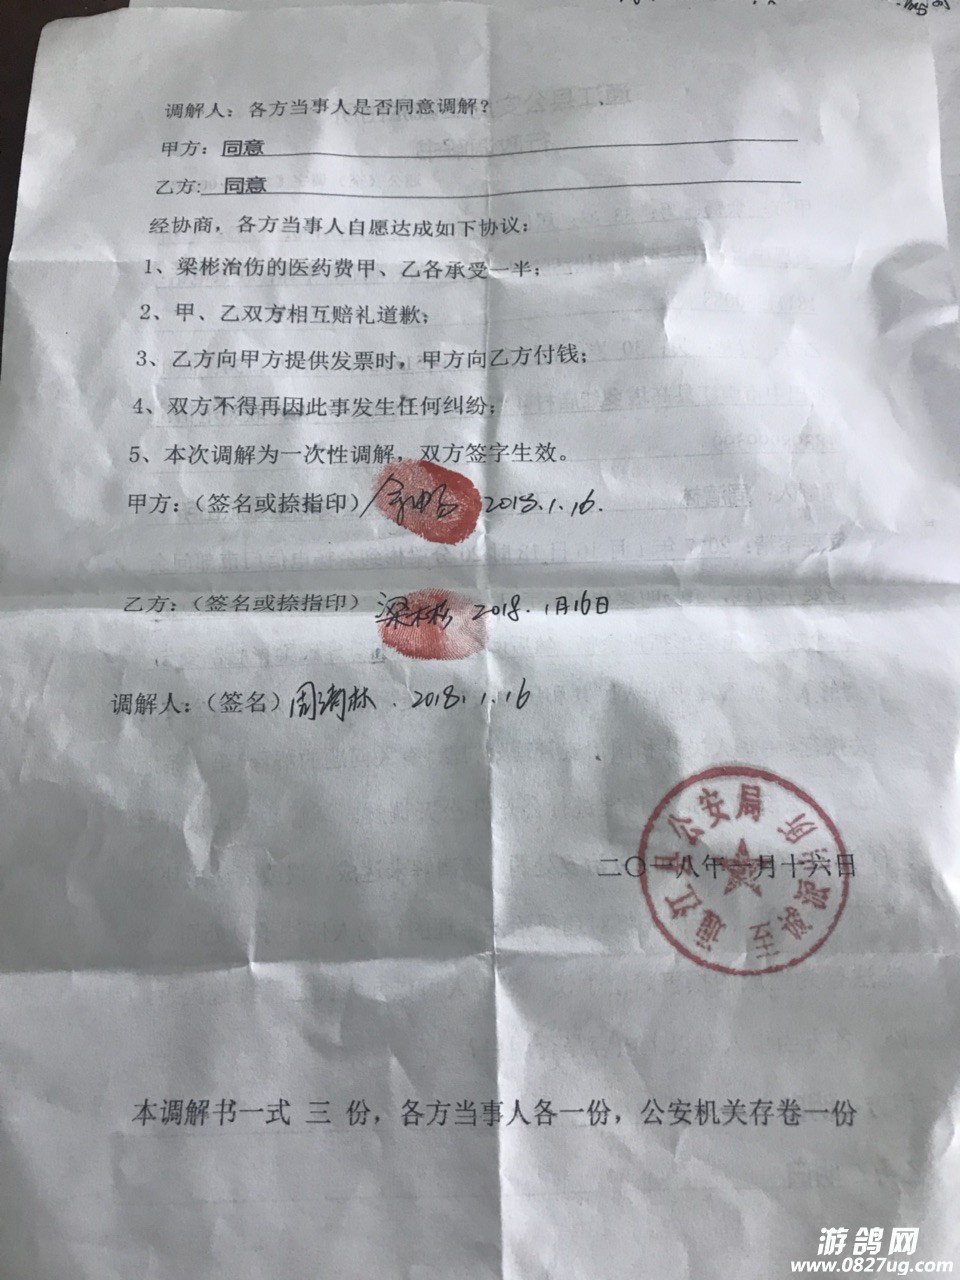 调解人：各方当事人是否同意调解？
甲方：同意
乙方：同意
经协商，各方当事人自愿达成如下协议：
1、梁彬治伤的医药费甲、乙各承受一半；
2、甲、乙双方相互赔礼道歉；
3、乙方向甲方提供发票时，甲方向乙方付钱；
4、双方不得再因此事发生任何纠纷；
5、本次调解为一次性调解，双方签字生效。
甲方：（签名或捺指印） 2018.1.16.
乙方：（签名或捺指印）梁彬 2018.1月16日
调解人：（签名）周清林 . 2018.1.16
通江县公安局
派出所
二〇一八年一月十六日
本调解书一式 三 份，各方当事人各一份，公安机关存卷一份
游鸽网
www.0827ug.com